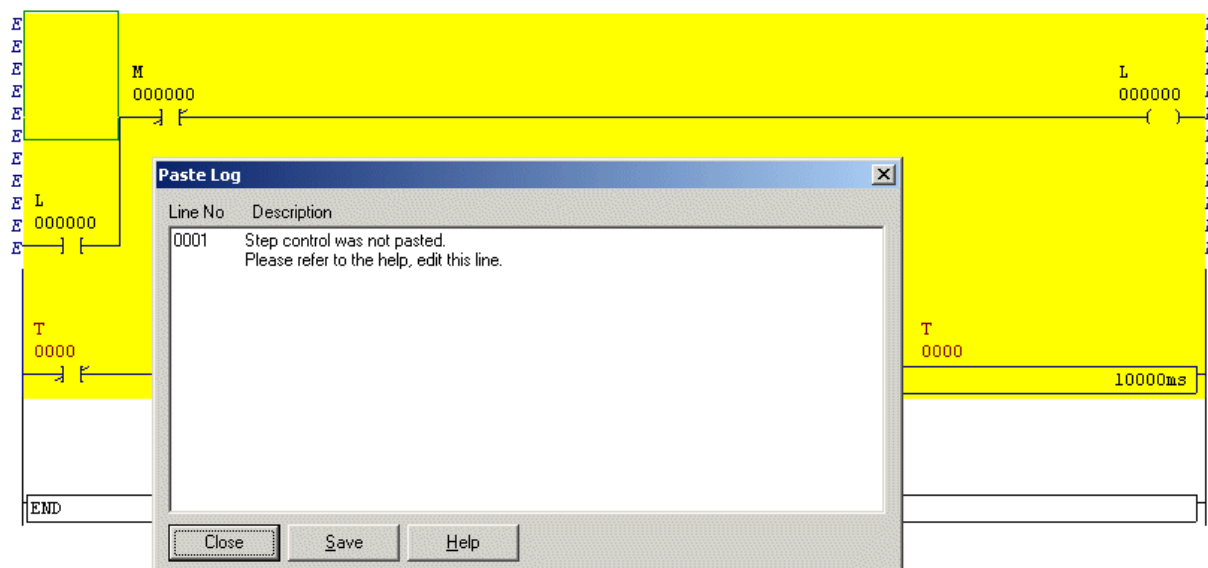 E
E
E
E
E
E
E
E
E
E
E
M
000000
L
000000
L
000000
T
0000
T
0000
10000ms
END
Paste Log
Line No Description
0001 Step control was not pasted.
Please refer to the help, edit this line.
Close Save Help